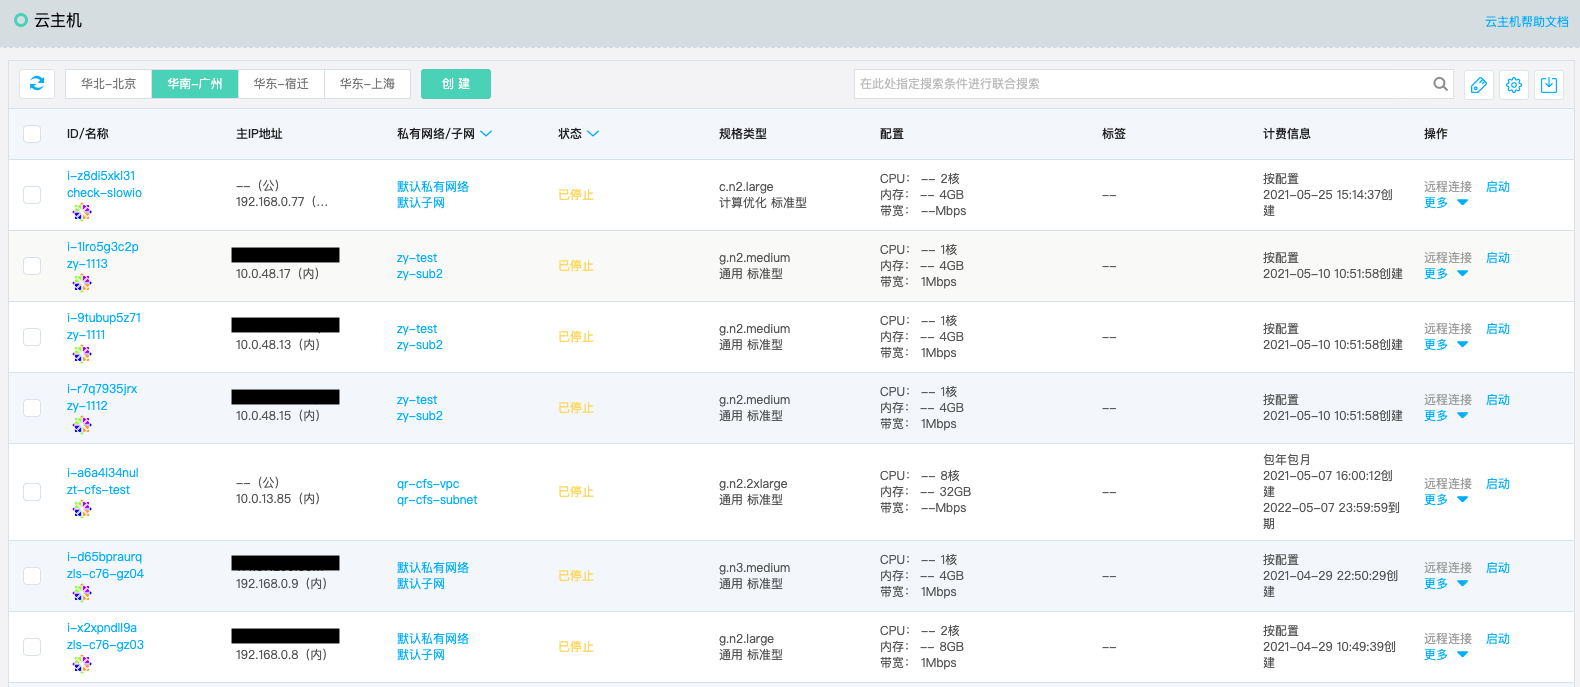 云主机
云主机帮助文档
华北-北京 华南-广州 华东-宿迁 华东-上海 创 建
在此处指定搜索条件进行联合搜索
ID/名称 主IP地址 私有网络/子网 状态 规格类型 配置 标签 计费信息 操作
i-z8di5xkl31
check-slowio
-- (公)
192.168.0.77 (...
默认私有网络
默认子网
已停止
c.n2.large
计算优化 标准型
CPU: -- 2核
内存: -- 4GB
带宽: --Mbps
--
按配置
2021-05-25 15:14:37创
建
远程连接 启动
更多
i-1lro5g3c2p
zy-1113
10.0.48.17 (内)
zy-test
zy-sub2
已停止
g.n2.medium
通用 标准型
CPU: -- 1核
内存: -- 4GB
带宽: 1Mbps
--
按配置
2021-05-10 10:51:58创建
远程连接 启动
更多
i-9tubup5z71
zy-1111
10.0.48.13 (内)
zy-test
zy-sub2
已停止
g.n2.medium
通用 标准型
CPU: -- 1核
内存: -- 4GB
带宽: 1Mbps
--
按配置
2021-05-10 10:51:58创建
远程连接 启动
更多
i-r7q7935jrx
zy-1112
10.0.48.15 (内)
zy-test
zy-sub2
已停止
g.n2.medium
通用 标准型
CPU: -- 1核
内存: -- 4GB
带宽: 1Mbps
--
按配置
2021-05-10 10:51:58创建
远程连接 启动
更多
i-a6a4l34nul
zt-cfs-test
-- (公)
10.0.13.85 (内)
qr-cfs-vpc
qr-cfs-subnet
已停止
g.n2.2xlarge
通用 标准型
CPU: -- 8核
内存: -- 32GB
带宽: --Mbps
--
包年包月
2021-05-07 16:00:12创
建
2022-05-07 23:59:59到
期
远程连接 启动
更多
i-d65bpraurq
zls-c76-gz04
192.168.0.9 (内)
默认私有网络
默认子网
已停止
g.n3.medium
通用 标准型
CPU: -- 1核
内存: -- 4GB
带宽: 1Mbps
--
按配置
2021-04-29 22:50:29创
建
远程连接 启动
更多
i-x2xpndll9a
zls-c76-gz03
192.168.0.8 (内)
默认私有网络
默认子网
已停止
g.n2.large
通用 标准型
CPU: -- 2核
内存: -- 8GB
带宽: 1Mbps
--
按配置
2021-04-29 10:49:39创
建
远程连接 启动
更多